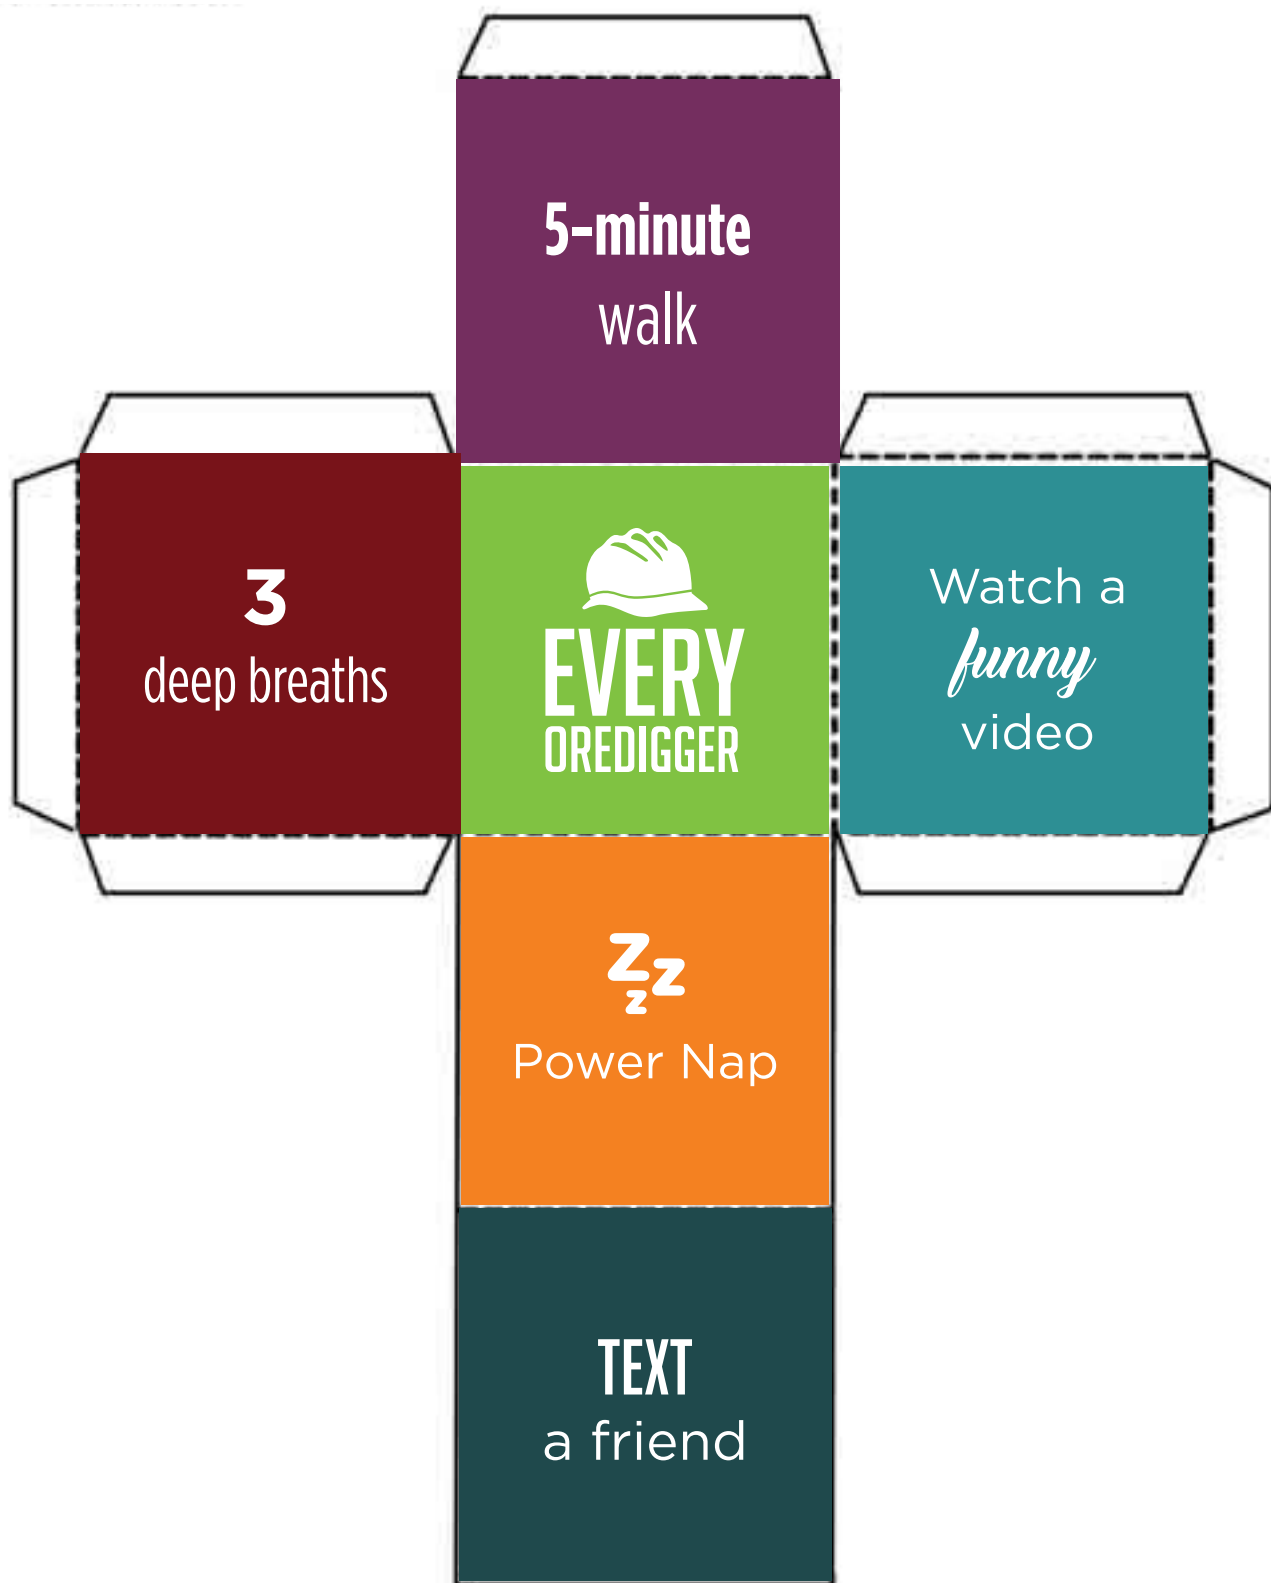 5-minute
walk
3
deep breaths
EVERY
OREDIGGER
Watch a
funny
video
Z z z
Power Nap
TEXT
a friend